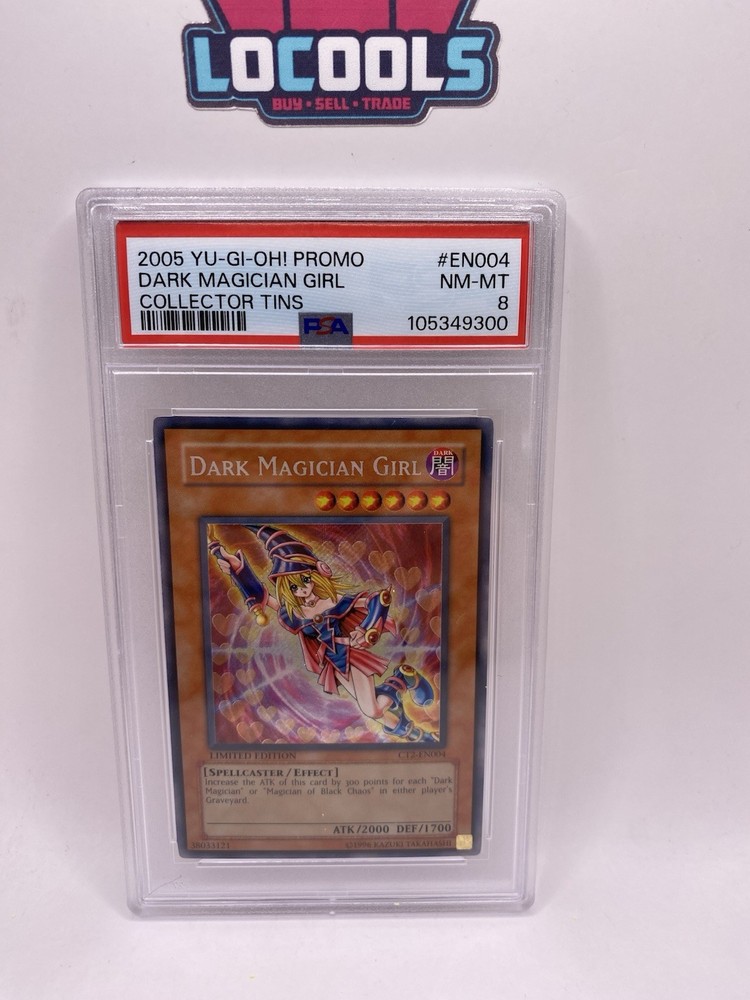 LOCOOLS
BUY • SELL • TRADE
2005 YU-GI-OH! PROMO #EN004
DARK MAGICIAN GIRL NM-MT
COLLECTOR TINS 8
PSA 105349300
DARK MAGICIAN GIRL
DARK
闇
LIMITED EDITION CT2-EN004
[SPELLCASTER / EFFECT]
Increase the ATK of this card by 300 points for each "Dark
Magician" or "Magician of Black Chaos" in either player's
Graveyard.
ATK/2000 DEF/1700
38033121 ©1996 KAZUKI TAKAHASHI